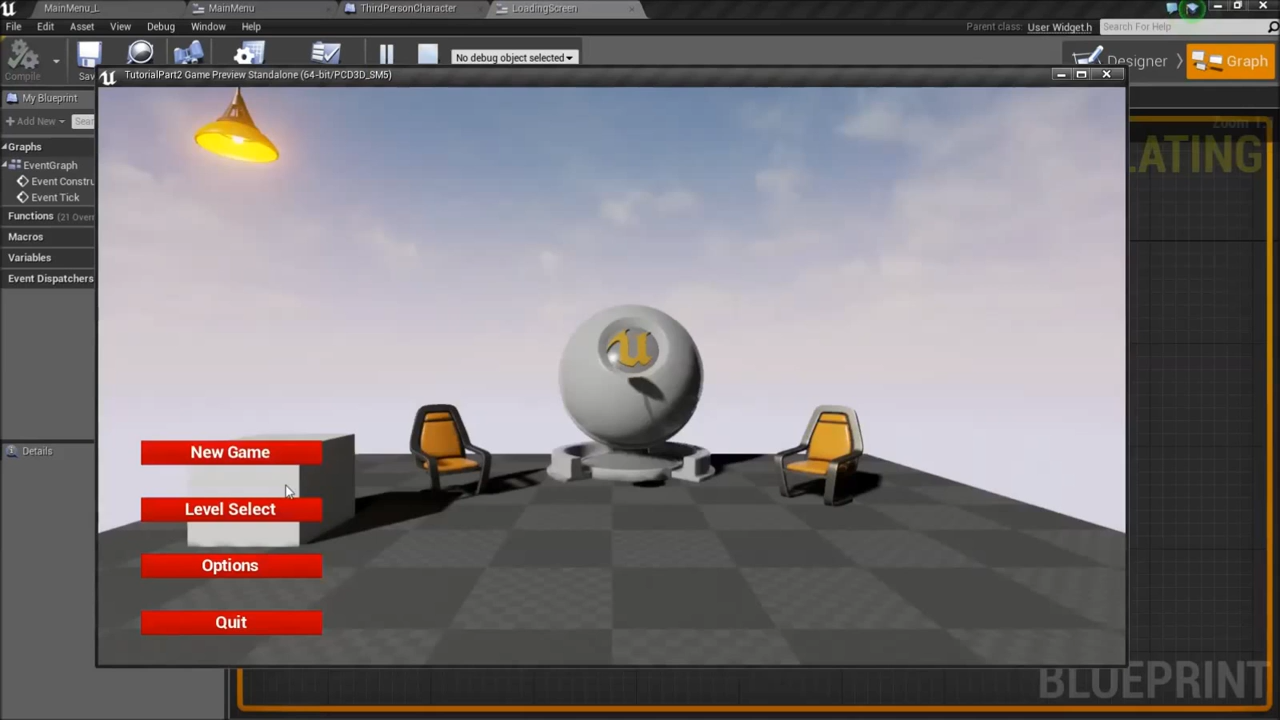 MainMenu_L
MainMenu
ThirdPersonCharacter
LoadingScreen
File Edit Asset View Debug Window Help
Parent class: User Widget.h
Search For Help
Compile
No debug object selected
Designer
Graph
TutorialPart2 Game Preview Standalone (64-bit/PCD3D_SM5)
My Blueprint
Add New
Graphs
EventGraph
Event Constru
Event Tick
Functions (21 Over
Macros
Variables
Event Dispatchers
Details
New Game
Level Select
Options
Quit
LATING
BLUEPRINT